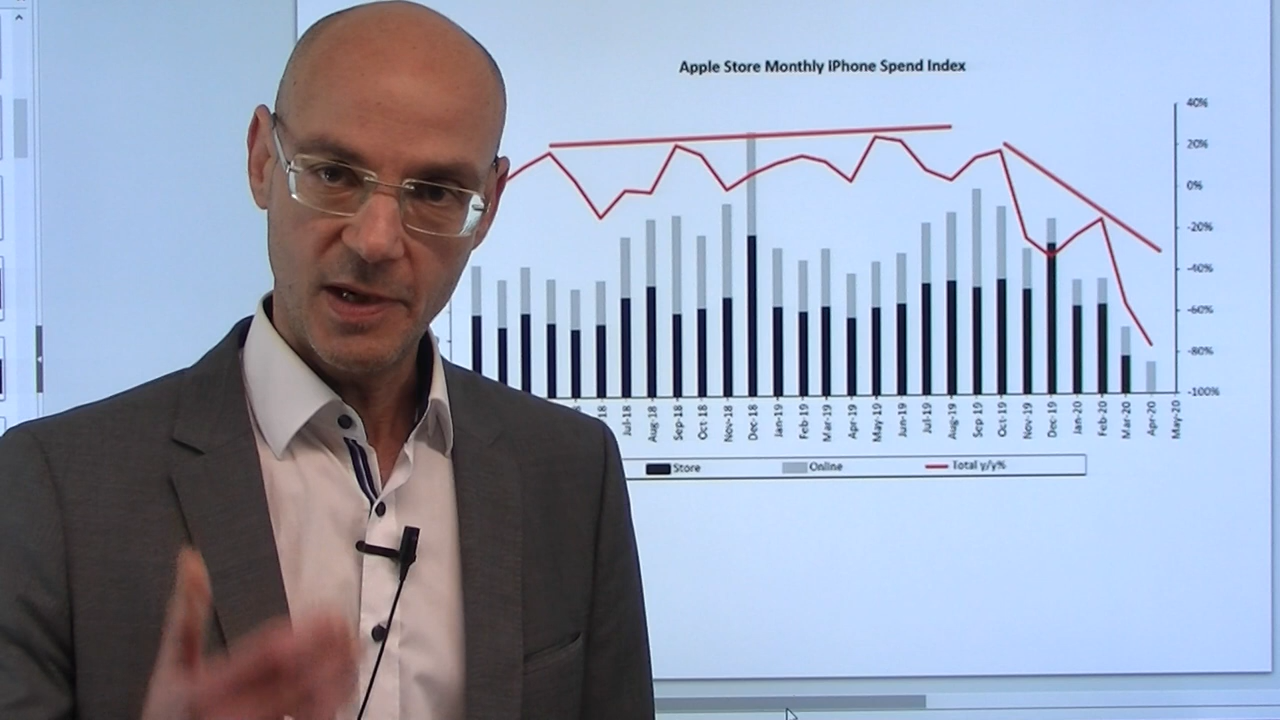 Apple Store Monthly IPhone Spend Index
40%
20%
0%
-20%
-40%
-60%
-80%
-100%
Jul-18
Aug-18
Sep-18
Oct-18
Nov-18
Dec-18
Jan-19
Feb-19
Mar-19
Apr-19
May-19
Jun-19
Jul-19
Aug-19
Sep-19
Oct-19
Nov-19
Dec-19
Jan-20
Feb-20
Mar-20
Apr-20
May-20
Store
Online
Total y/y%